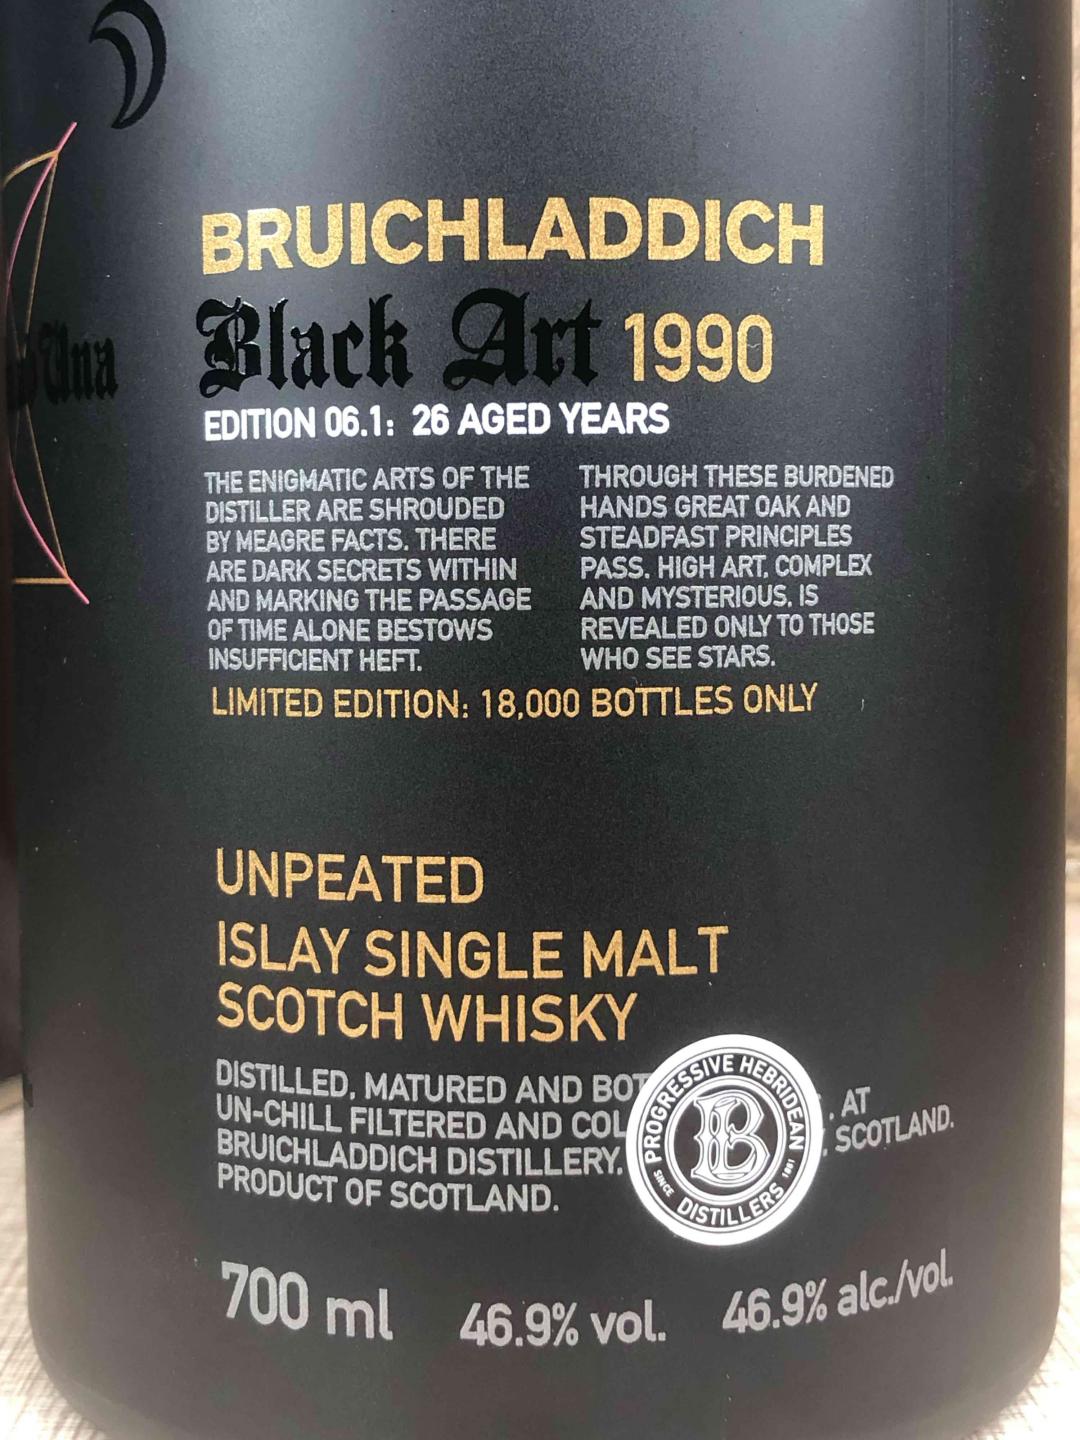 BRUICHLADDICH
Black Art 1990
EDITION 06.1: 26 AGED YEARS
THE ENIGMATIC ARTS OF THE
DISTILLER ARE SHROUDED
BY MEAGRE FACTS. THERE
ARE DARK SECRETS WITHIN
AND MARKING THE PASSAGE
OF TIME ALONE BESTOWS
INSUFFICIENT HEFT.
THROUGH THESE BURDENED
HANDS GREAT OAK AND
STEADFAST PRINCIPLES
PASS. HIGH ART, COMPLEX
AND MYSTERIOUS, IS
REVEALED ONLY TO THOSE
WHO SEE STARS.
LIMITED EDITION: 18,000 BOTTLES ONLY
UNPEATED
ISLAY SINGLE MALT
SCOTCH WHISKY
DISTILLED, MATURED AND
UN-CHILL FILTERED AND AT
BRUICHLADDICH DISTILLERY, SCOTLAND.
PRODUCT OF SCOTLAND.
PROGRESSIVE HEBRIDEAN
B
SINCE 1881
DISTILLERS
700 ml 46.9% vol. 46.9% alc./vol.